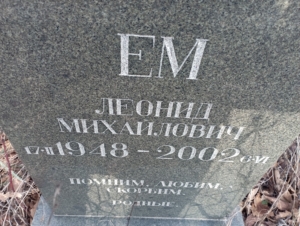 ЕМ
ЛЕОНИД
МИХАЙЛОВИЧ
1948 - 2002
ПОМНИМ, ЛЮБИМ,
СКОРБИМ
РОДНЫЕ.